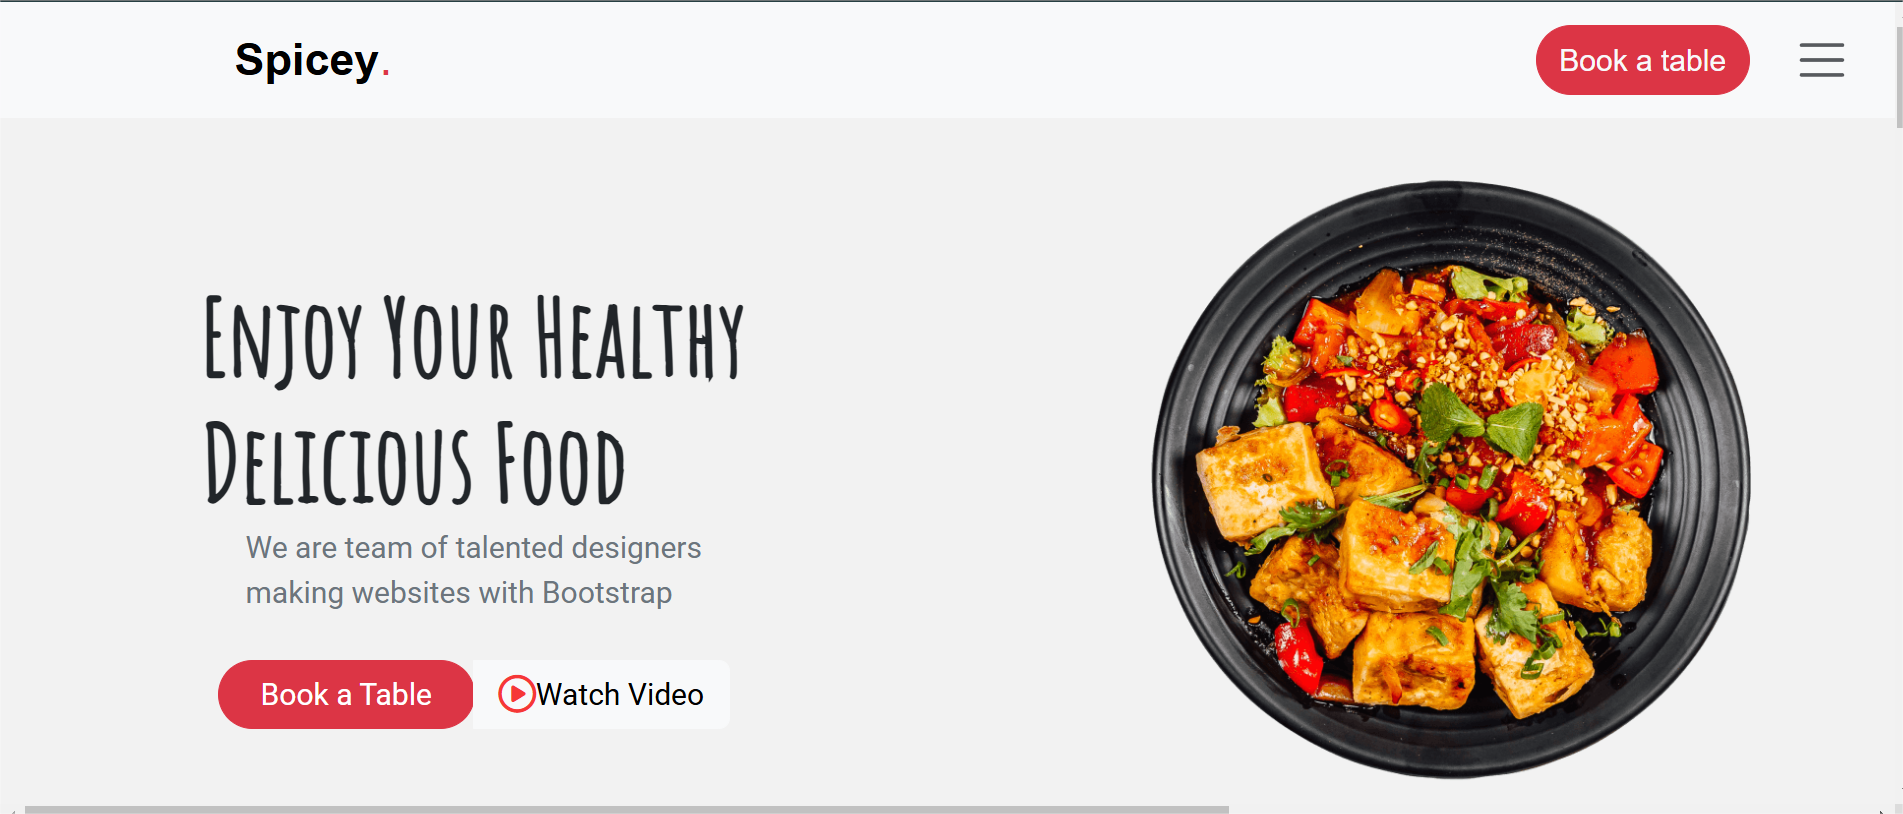 Spicey.
Book a table
Enjoy Your Healthy
Delicious Food
We are team of talented designers
making websites with Bootstrap
Book a Table
Watch Video